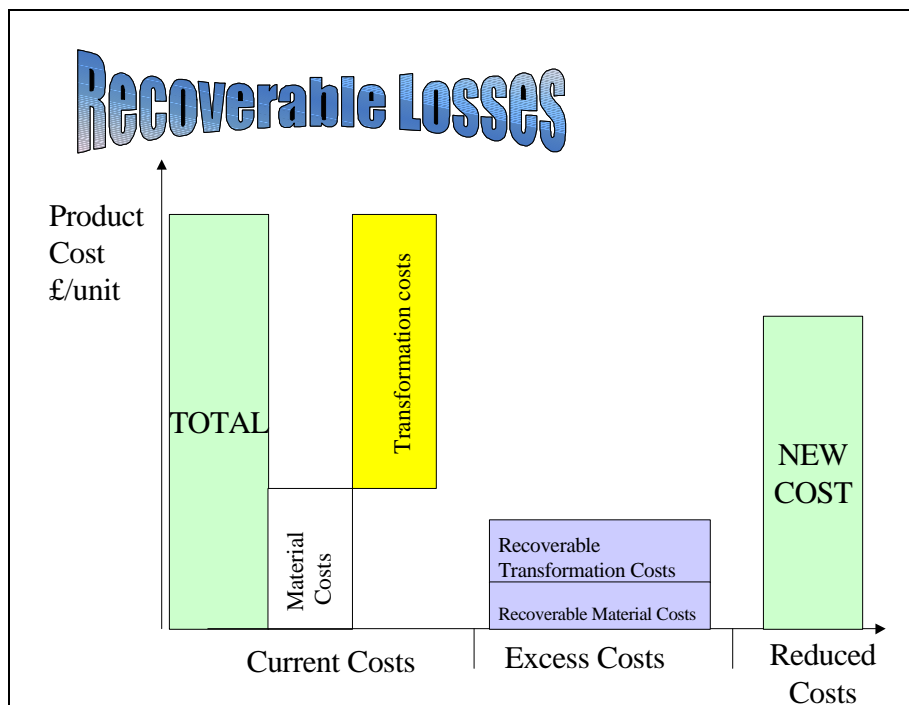 Recoverable Losses
Product
Cost
£/unit
TOTAL
Material
Costs
Transformation costs
Recoverable
Transformation Costs
Recoverable Material Costs
NEW
COST
Current Costs
Excess Costs
Reduced
Costs